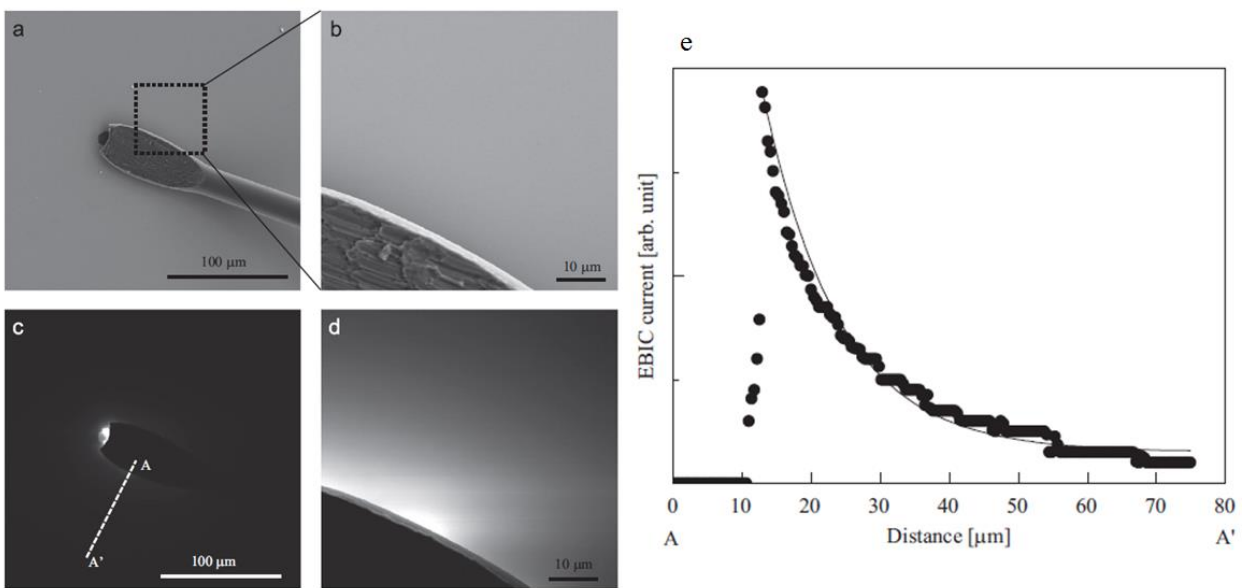 a
b
100 μm
10 μm
c
A
A'
100 μm
d
10 μm
e
EBIC current [arb. unit]
0 10 20 30 40 50 60 70 80
A Distance [μm] A'